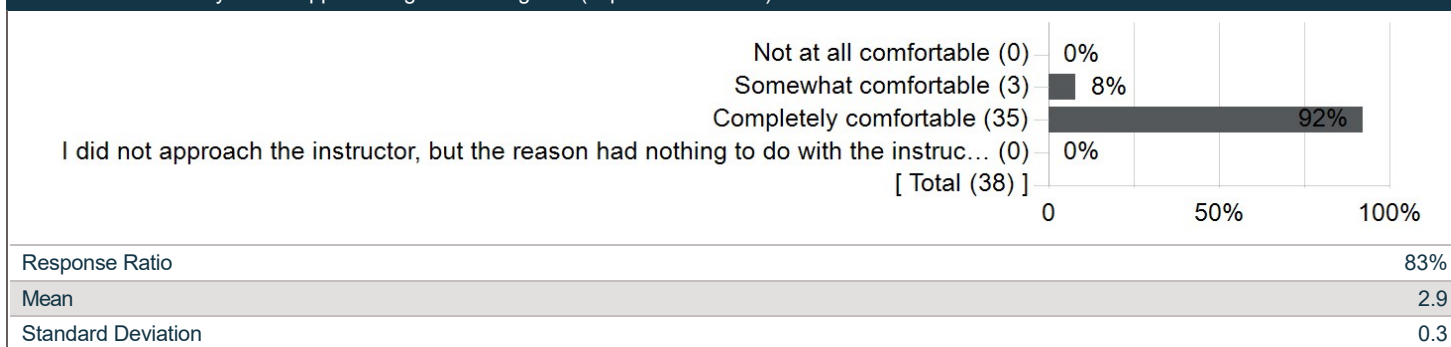 Not at all comfortable (0) 0%
Somewhat comfortable (3) 8%
Completely comfortable (35) 92%
I did not approach the instructor, but the reason had nothing to do with the instruc... (0) 0%
[ Total (38) ]
0 50% 100%
Response Ratio 83%
Mean 2.9
Standard Deviation 0.3